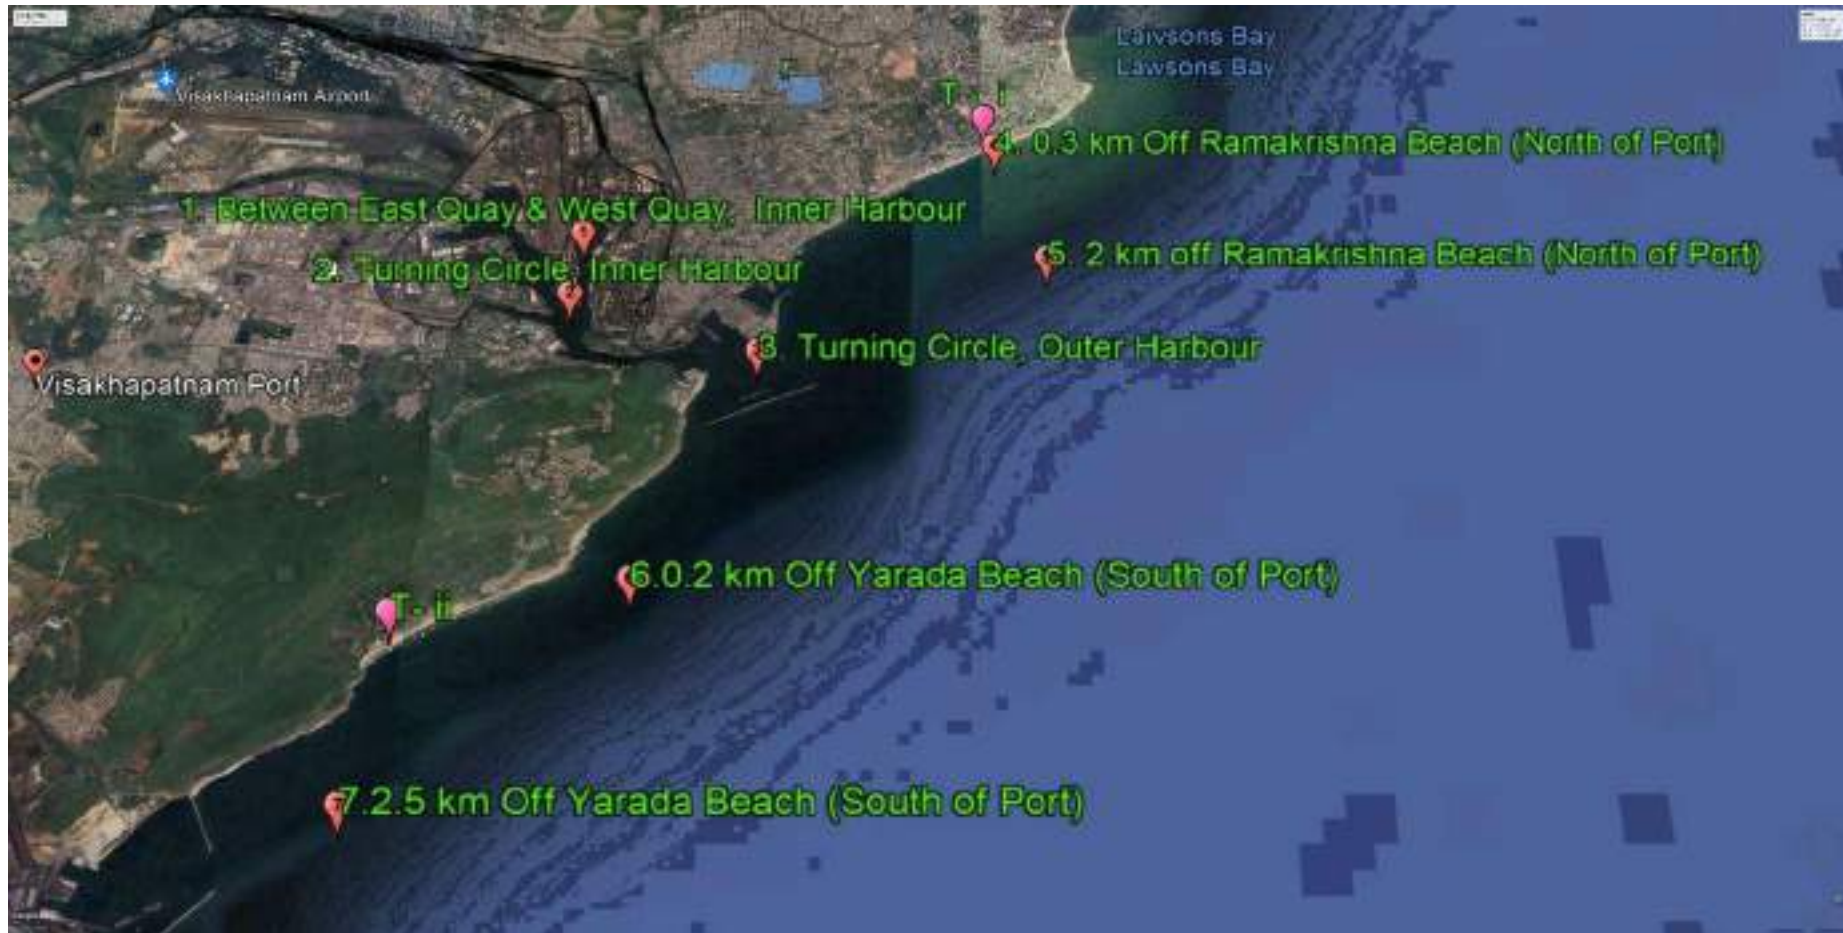 Laivsons Bay
Lawsons Bay
Visakhapatnam Airport
T - i
4. 0.3 km Off Ramakrishna Beach (North of Port)
1. Between East Quay & West Quay, Inner Harbour
5. 2 km off Ramakrishna Beach (North of Port)
2. Turning Circle, Inner Harbour
3. Turning Circle, Outer Harbour
Visakhapatnam Port
6.0.2 km Off Yarada Beach (South of Port)
T- ii
7.2.5 km Off Yarada Beach (South of Port)